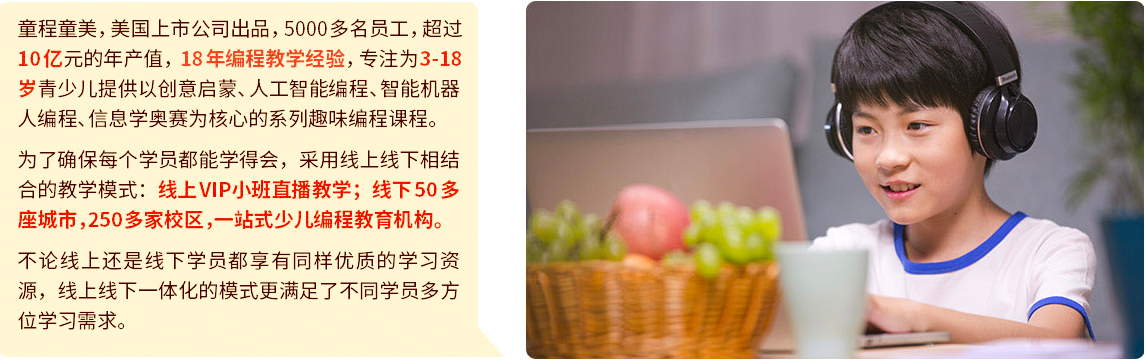 童程童美，美国上市公司出品，5000多名员工，超过
10亿元的年产值，18年编程教学经验，专注为3-18
岁青少儿提供以创意启蒙、人工智能编程、智能机器
人编程、信息学奥赛为核心的系列趣味编程课程。
为了确保每个学员都能学得会，采用线上线下相结
合的教学模式：线上VIP小班直播教学；线下50多
座城市，250多家校区，一站式少儿编程教育机构。
不论线上还是线下学员都享有同样优质的学习资
源，线上线下一体化的模式更满足了不同学员多方
位学习需求。